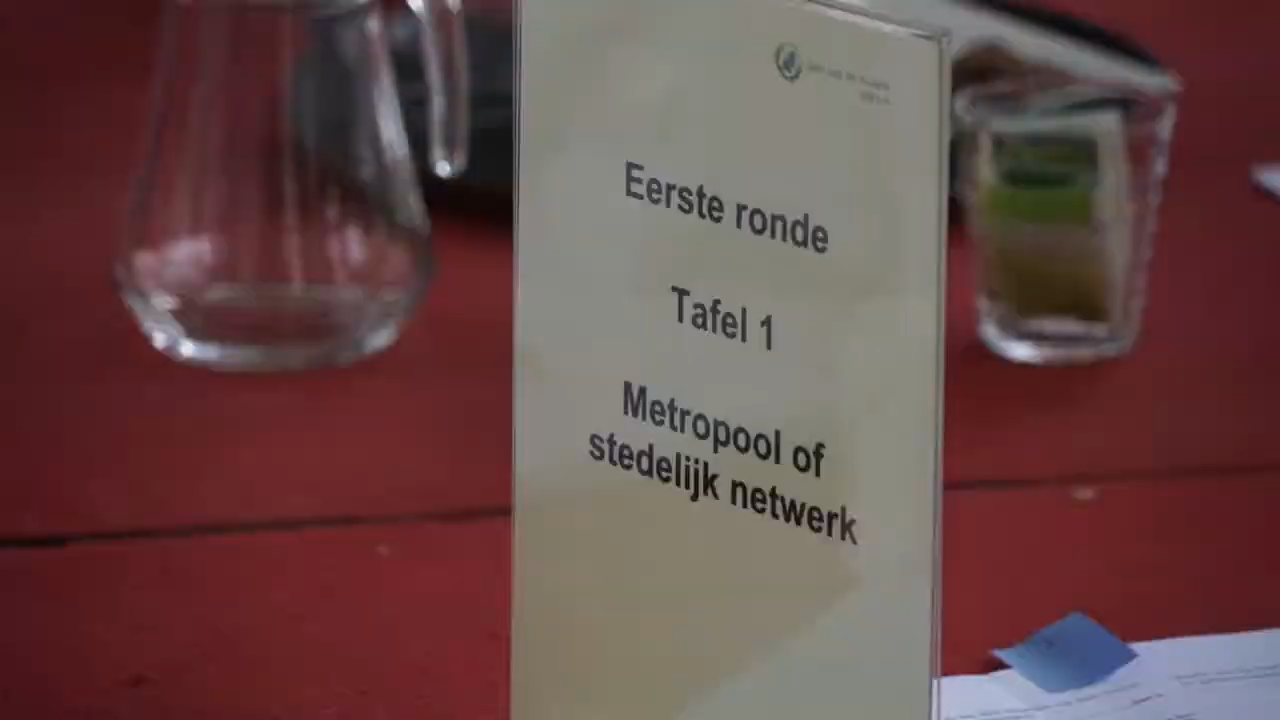 Eerste ronde
Tafel 1
Metropool of
stedelijk netwerk